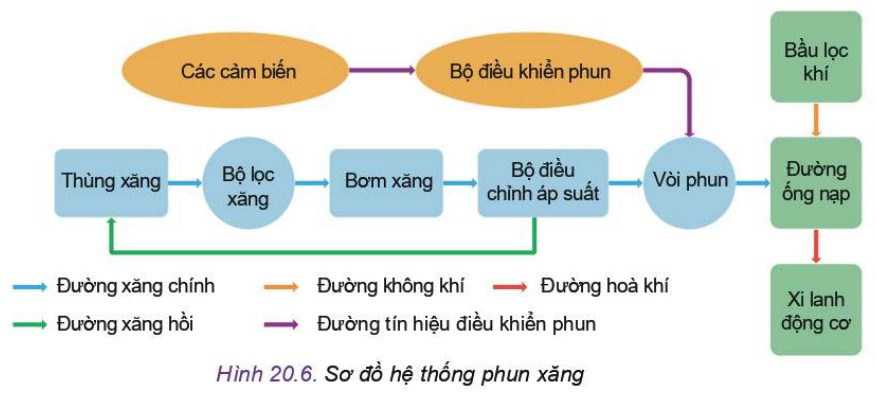 Bầu lọc
khí
Các cảm biến
Bộ điều khiển phun
Thùng xăng
Bộ lọc
xăng
Bơm xăng
Bộ điều
chỉnh áp suất
Vòi phun
Đường
ống nạp
Đường xăng chính
Đường không khí
Đường hoà khí
Đường xăng hồi
Đường tín hiệu điều khiển phun
Xi lanh
động cơ
Hình 20.6. Sơ đồ hệ thống phun xăng